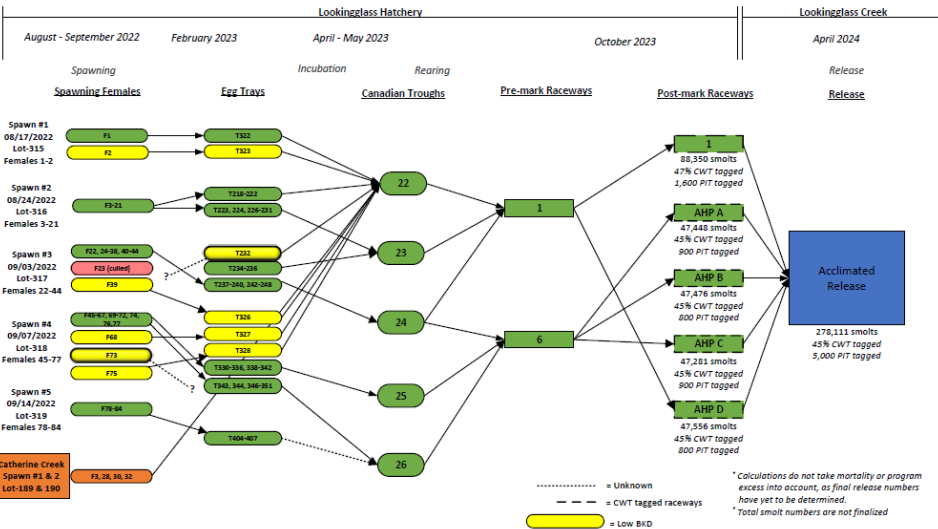 Lookingglass Hatchery
Lookingglass Creek
August - September 2022
February 2023
April - May 2023
October 2023
April 2024
Spawning
Incubation
Rearing
Release
Spawning Females
Egg Trays
Canadian Troughs
Pre-mark Raceways
Post-mark Raceways
Release
Spawn #1
08/17/2022
Lot-315
Females 1-2
F1
F2
T322
T323
Spawn #2
08/24/2022
Lot-316
Females 3-21
F3-21
T218-222
T223, 224, 226-231
Spawn #3
09/03/2022
Lot-317
Females 22-44
F22, 24-38, 40-44
F23 (culled)
F39
?
T232
T234-236
T237-240, 242-248
T326
Spawn #4
09/07/2022
Lot-318
Females 45-77
F45-67, 69-72, 74,
76,77
F68
F73
F75
?
T327
T328
T330-336, 338-342
T343, 344, 346-351
Spawn #5
09/14/2022
Lot-319
Females 78-84
F78-84
T404-407
Catherine Creek
Spawn #1 & 2
Lot-189 & 190
F3, 28, 30, 32
22
23
24
25
26
1
6
1
88,350 smolts
47% CWT tagged
1,600 PIT tagged
AHP A
47,448 smolts
45% CWT tagged
900 PIT tagged
AHP B
47,476 smolts
45% CWT tagged
800 PIT tagged
AHP C
47,281 smolts
45% CWT tagged
900 PIT tagged
AHP D
47,556 smolts
45% CWT tagged
800 PIT tagged
Acclimated
Release
278,111 smolts
45% CWT tagged
5,000 PIT tagged
= Unknown
= CWT tagged raceways
= Low BKD
* Calculations do not take mortality or program
excess into account, as final release numbers
have yet to be determined.
* Total smolt numbers are not finalized